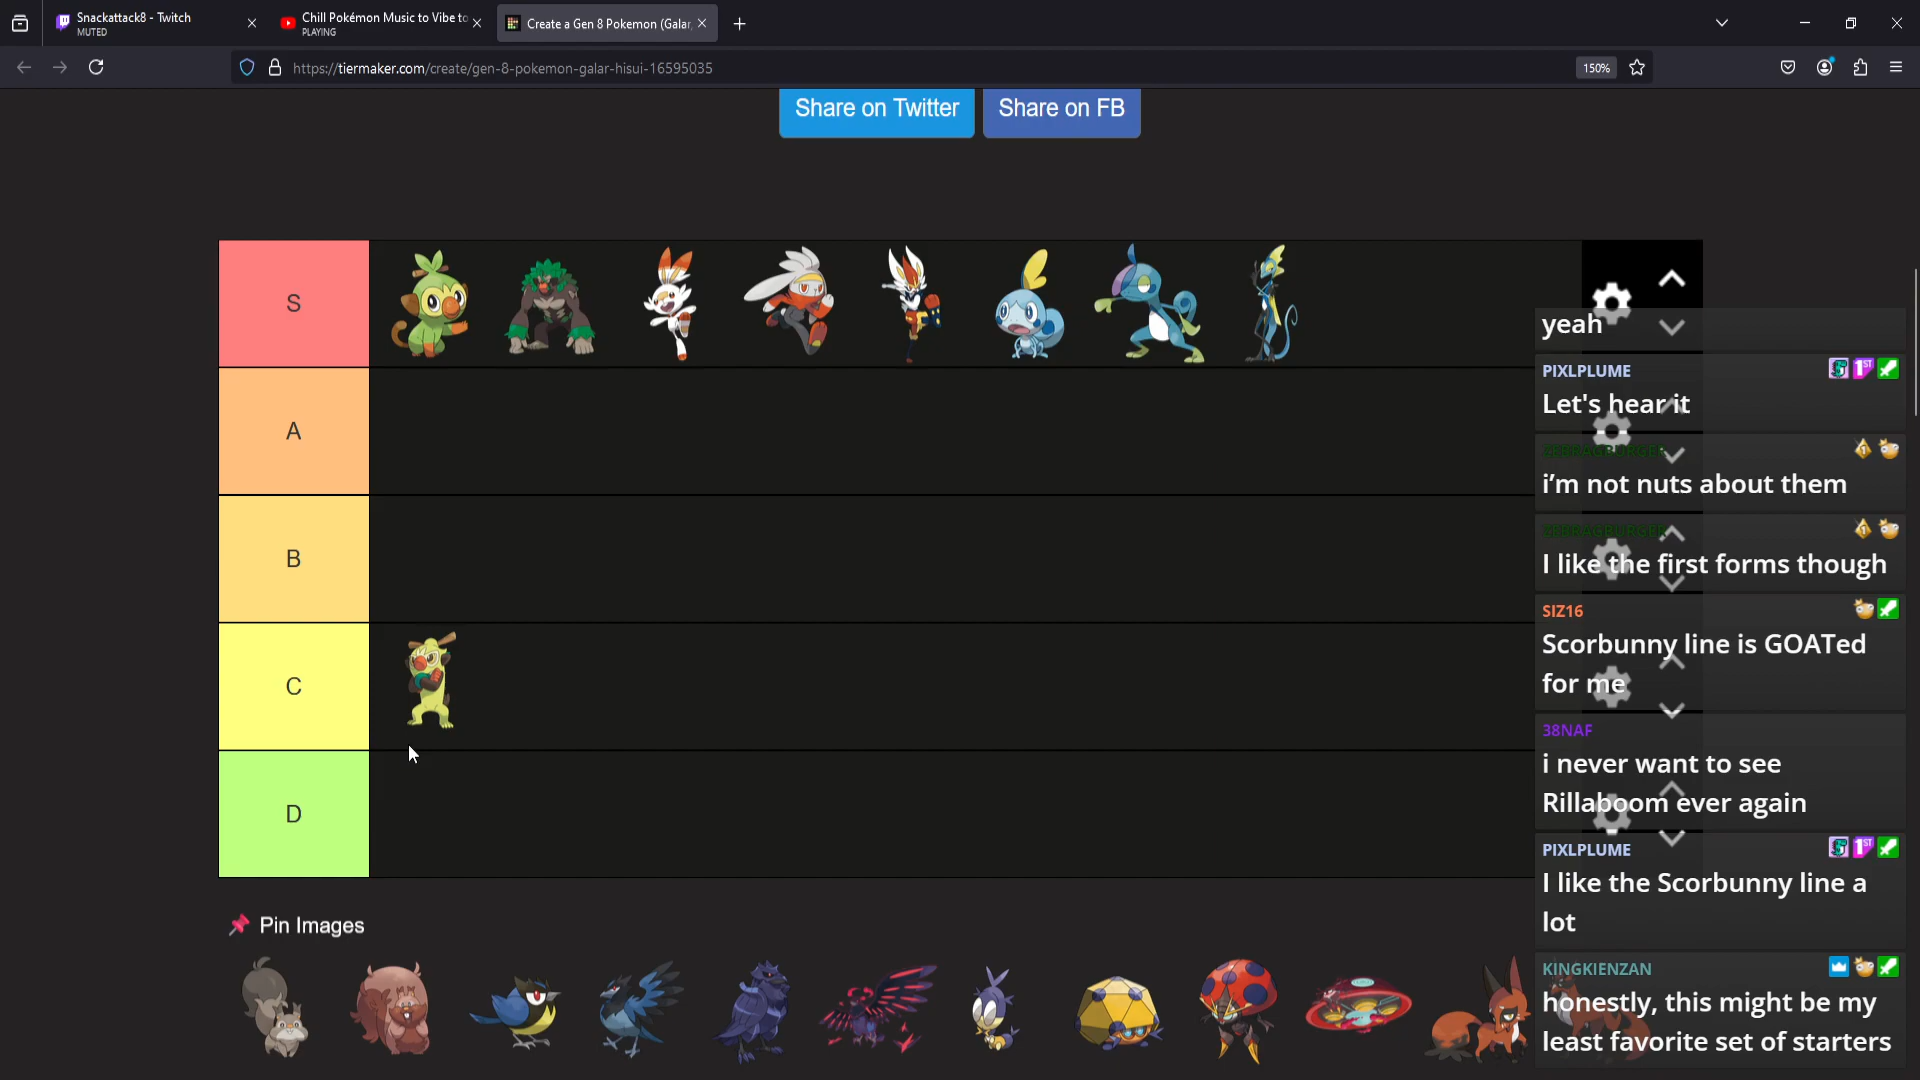 Snackattack8 - Twitch
MUTED
Chill Pokémon Music to Vibe to
PLAYING
Create a Gen 8 Pokemon (Galar,
https://tiermaker.com/create/gen-8-pokemon-galar-hisui-16595035
150%
Share on Twitter
Share on FB
S
A
B
C
D
Pin Images
yeah
PIXLPLUME
1ST
Let's hear it
i'm not nuts about them
I like the first forms though
SIZ16
Scorbunny line is GOATed
for me
38NAF
i never want to see
Rillaboom ever again
PIXLPLUME
1ST
I like the Scorbunny line a
lot
KINGKIENZAN
honestly, this might be my
least favorite set of starters